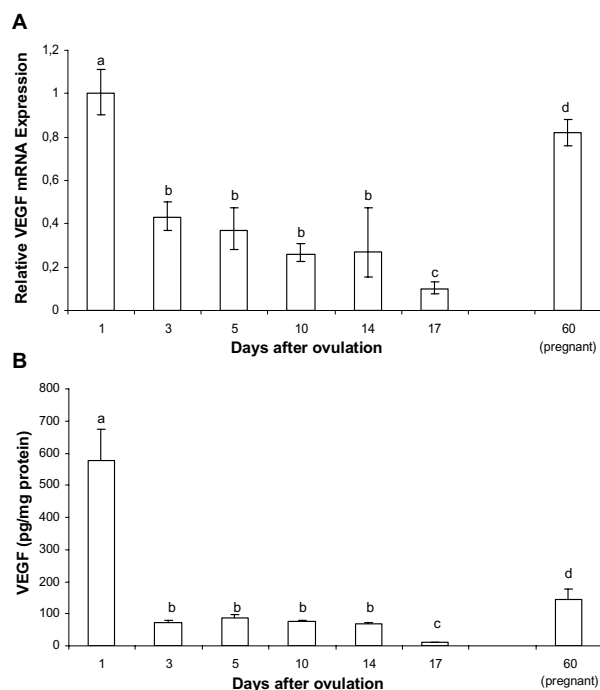 A
Relative VEGF mRNA Expression
1,2
1
0,8
0,6
0,4
0,2
0
a
b
b
b
b
c
d
1 3 5 10 14 17 60
(pregnant)
Days after ovulation
B
VEGF (pg/mg protein)
800
700
600
500
400
300
200
100
0
a
b
b
b
b
c
d
1 3 5 10 14 17 60
Days after ovulation (pregnant)